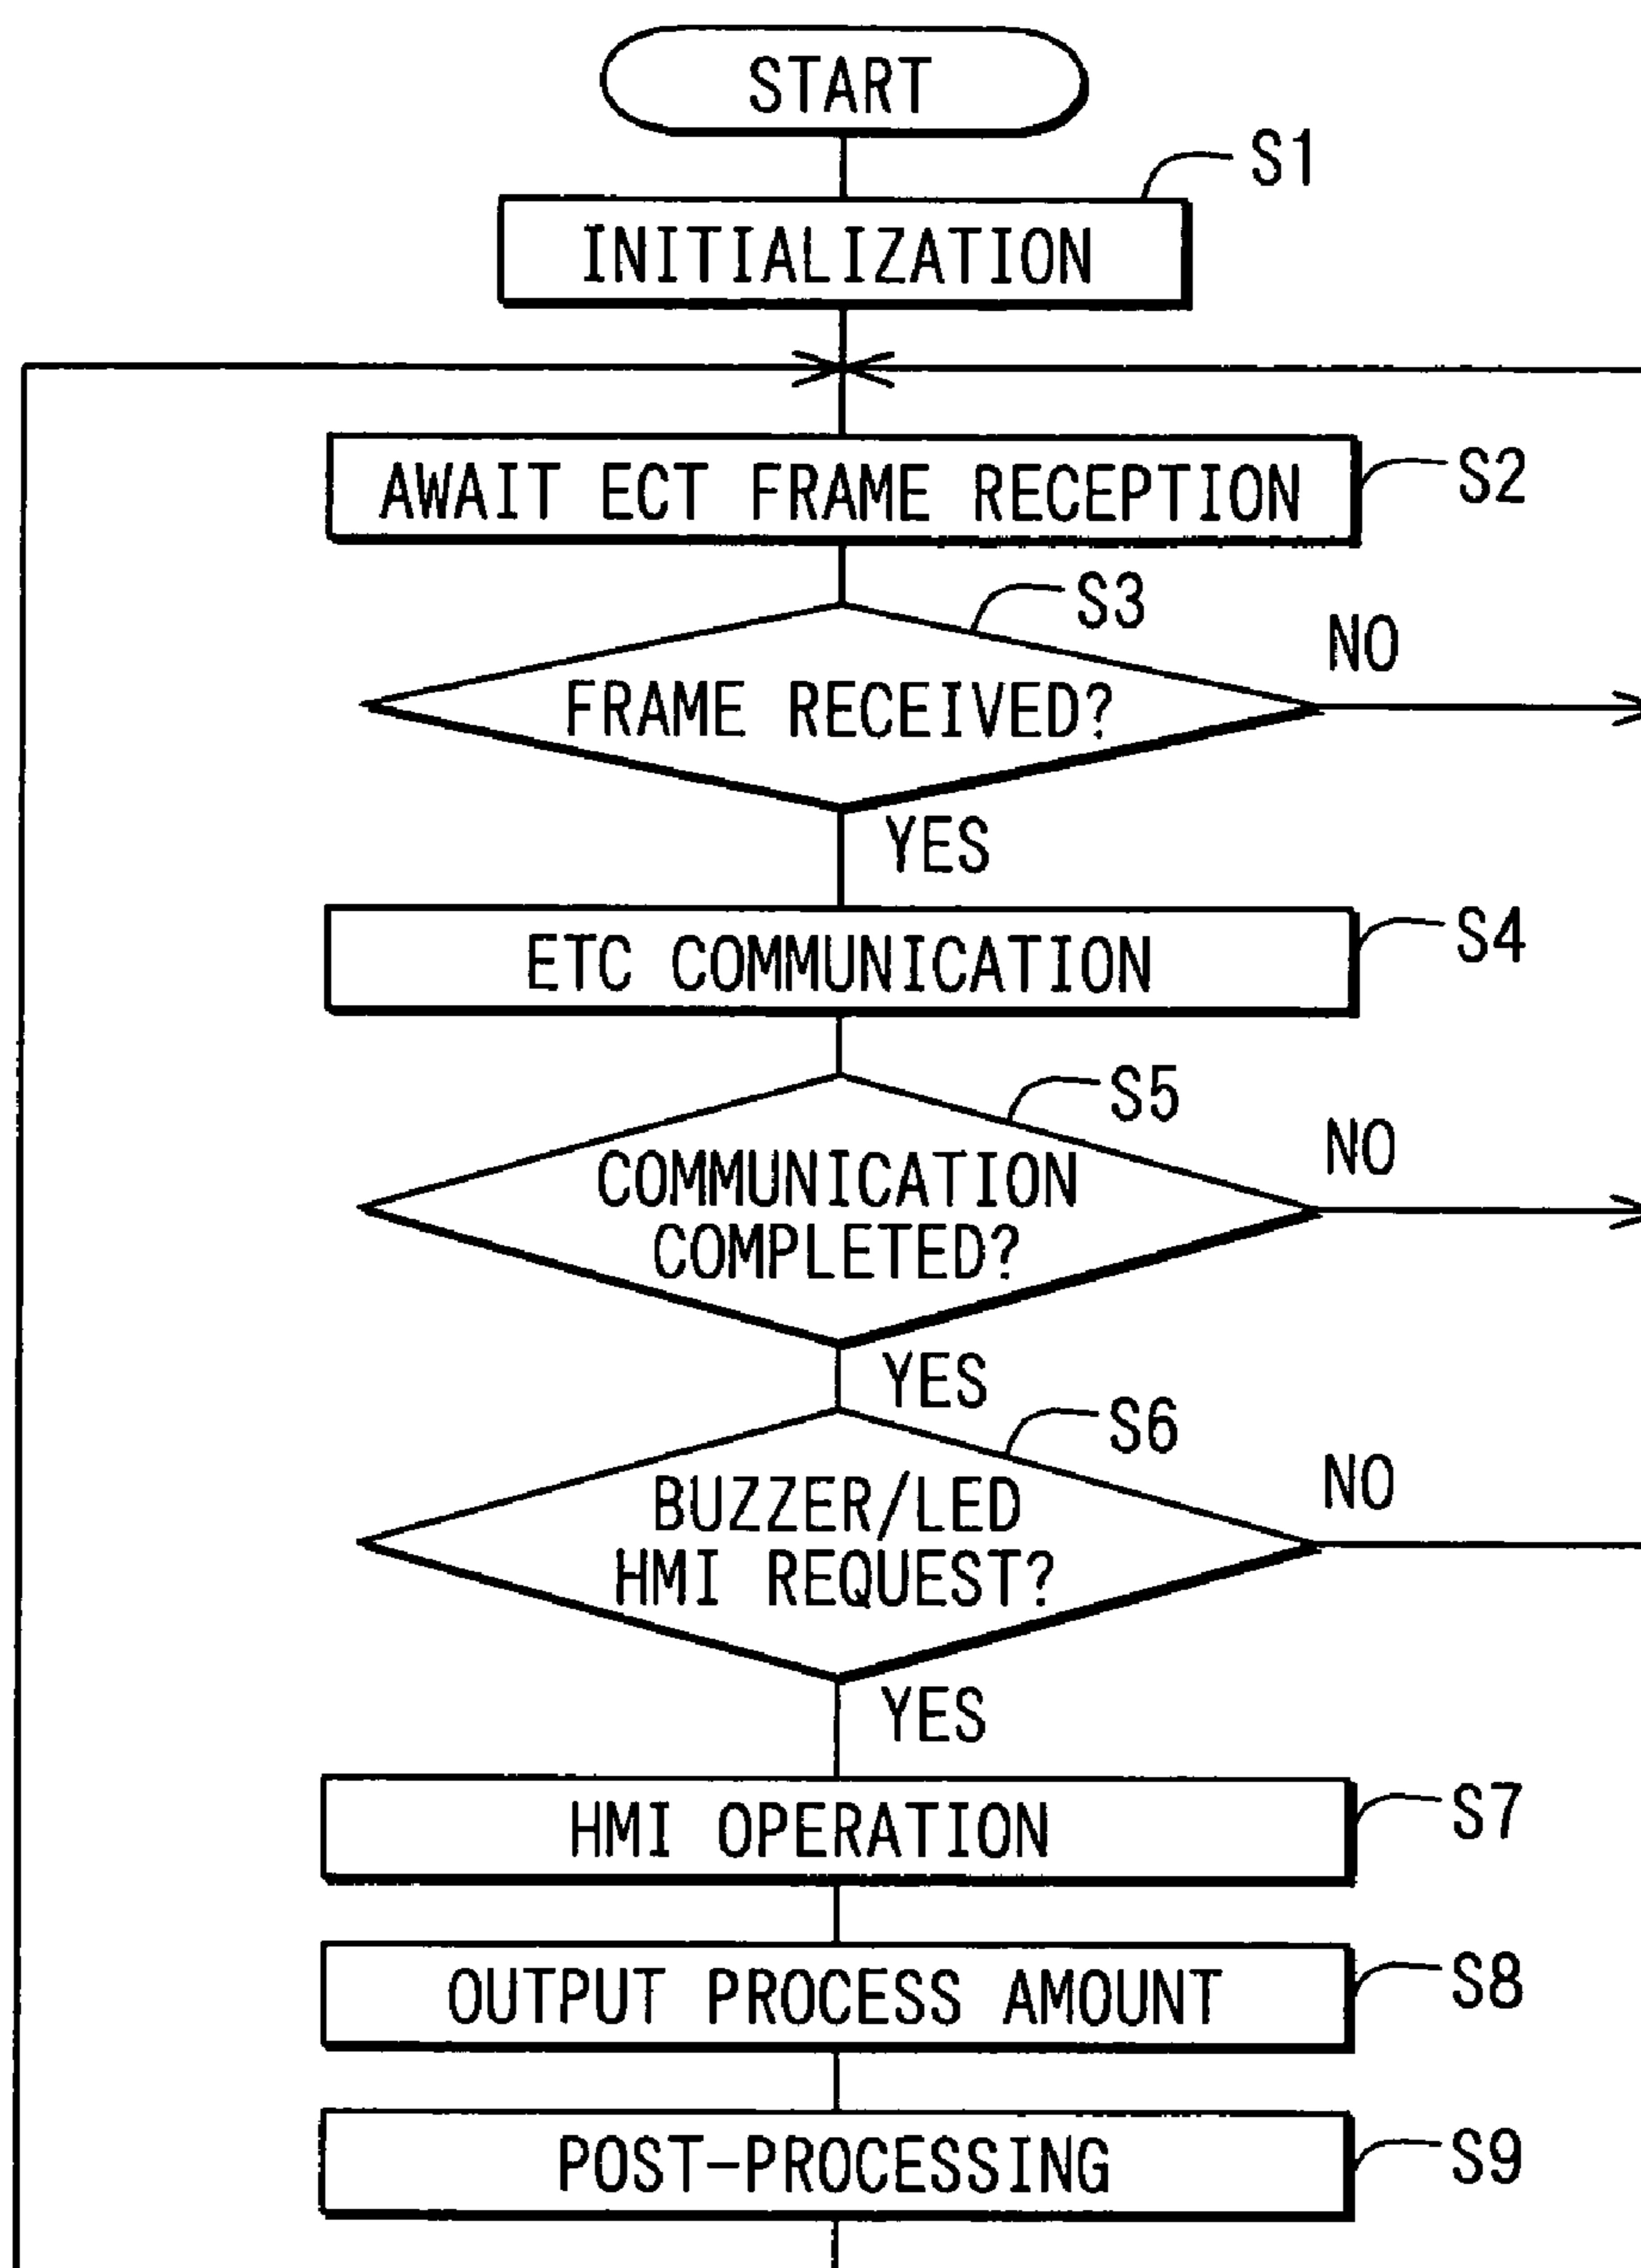 START
S1
INITIALIZATION
AWAIT ECT FRAME RECEPTION
S2
S3
NO
FRAME RECEIVED?
YES
ETC COMMUNICATION
S4
S5
NO
COMMUNICATION
COMPLETED?
YES
S6
NO
BUZZER/LED
HMI REQUEST?
YES
HMI OPERATION
S7
OUTPUT PROCESS AMOUNT
S8
POST-PROCESSING
S9